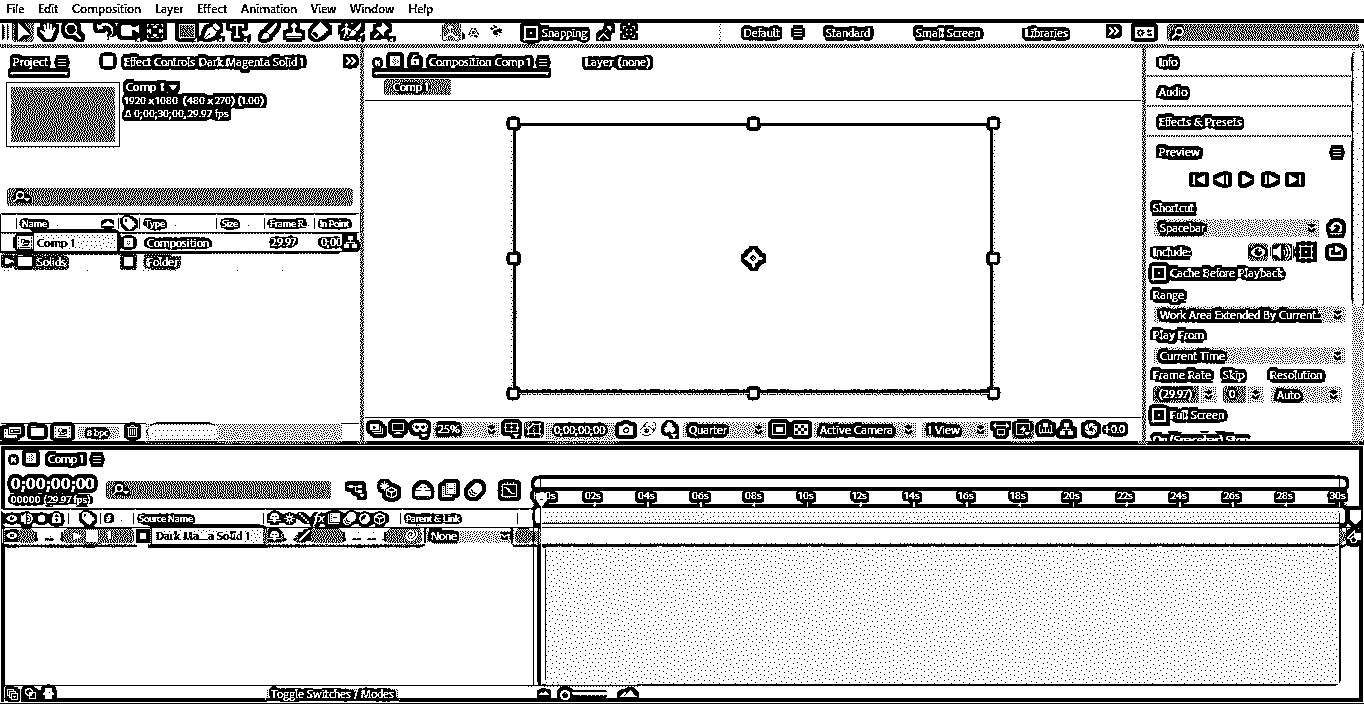 File Edit Composition Layer Effect Animation View Window Help
Snapping Default Standard Small Screen Libraries
Project Effect Controls Dark Magenta Solid 1
Comp 1
1920 x 1080 (480 x 270) (1.00)
Δ 0;00;30;00, 29.97 fps
Name Type Size Frame R... In Point
Comp 1 Composition 29.97 0;00
Solids Folder
8 bpc
Composition Comp 1 Layer (none)
Comp 1
25% 0;00;00;00 Quarter Active Camera 1 View +0.0
Info
Audio
Effects & Presets
Preview
Shortcut
Spacebar
Include:
Cache Before Playback
Range
Work Area Extended By Current...
Play From
Current Time
Frame Rate Skip Resolution
(29.97) 0 Auto
Full Screen
Comp 1
0;00;00;00
00000 (29.97 fps)
0s 02s 04s 06s 08s 10s 12s 14s 16s 18s 20s 22s 24s 26s 28s 30s
# Source Name fx Parent & Link
Dark Ma...a Solid 1 None
Toggle Switches / Modes